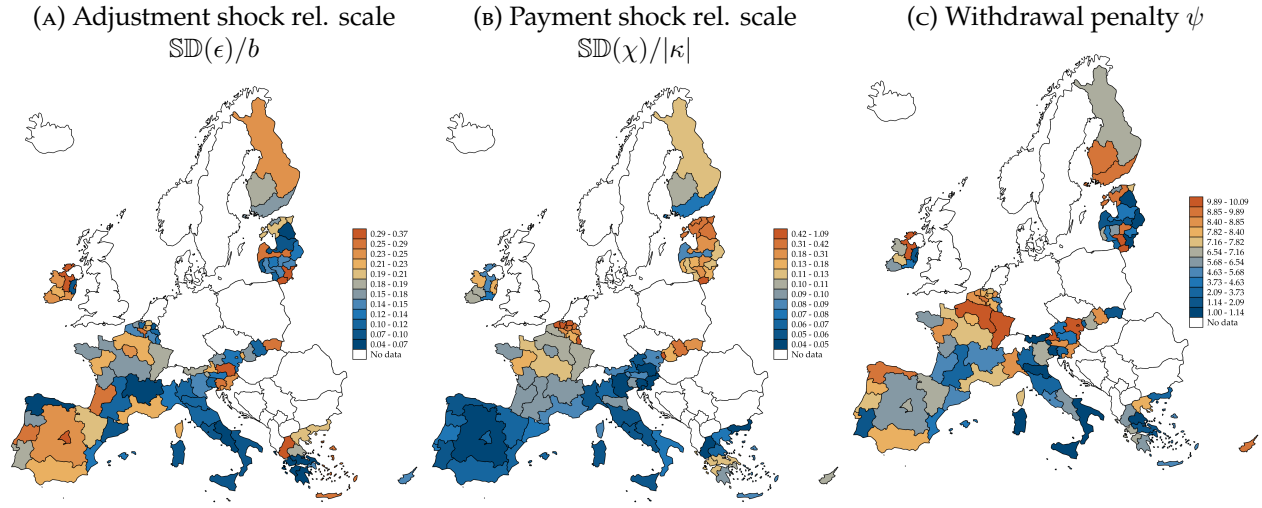 (A) Adjustment shock rel. scale
𝕊𝔻(ϵ)/b
0.29 - 0.37
0.25 - 0.29
0.23 - 0.25
0.21 - 0.23
0.19 - 0.21
0.18 - 0.19
0.15 - 0.18
0.14 - 0.15
0.12 - 0.14
0.10 - 0.12
0.07 - 0.10
0.04 - 0.07
No data
(B) Payment shock rel. scale
𝕊𝔻(χ)/|κ|
0.42 - 1.09
0.31 - 0.42
0.18 - 0.31
0.13 - 0.18
0.11 - 0.13
0.10 - 0.11
0.09 - 0.10
0.08 - 0.09
0.07 - 0.08
0.06 - 0.07
0.05 - 0.06
0.04 - 0.05
No data
(C) Withdrawal penalty ψ
9.89 - 10.09
8.85 - 9.89
8.40 - 8.85
7.82 - 8.40
7.16 - 7.82
6.54 - 7.16
5.68 - 6.54
4.63 - 5.68
3.73 - 4.63
2.09 - 3.73
1.14 - 2.09
1.00 - 1.14
No data